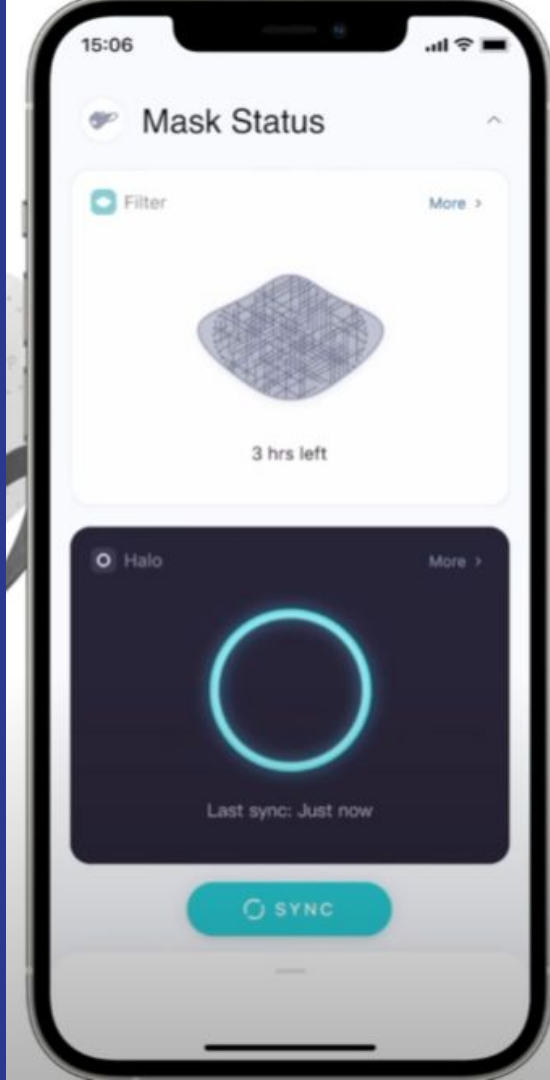 15:06
Mask Status
Filter
More >
3 hrs left
Halo
More >
Last sync: Just now
SYNC